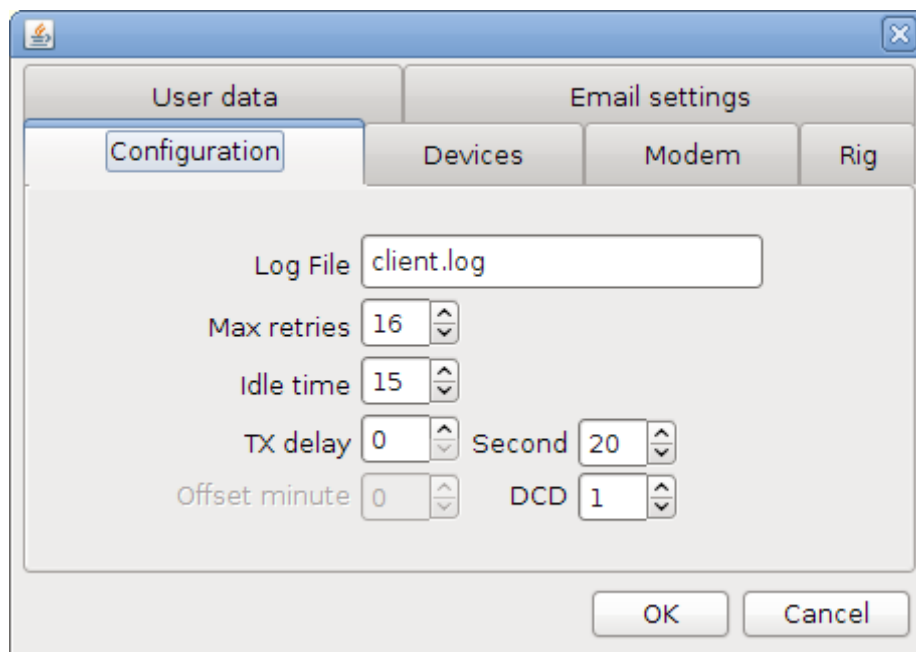 User data Email settings
Configuration Devices Modem Rig
Log File client.log
Max retries 16
Idle time 15
TX delay 0 Second 20
Offset minute 0 DCD 1
OK Cancel